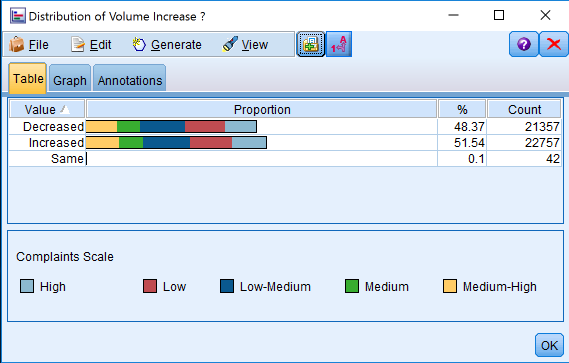 Distribution of Volume Increase ?
File Edit Generate View
Table Graph Annotations
Value Proportion % Count
Decreased 48.37 21357
Increased 51.54 22757
Same 0.1 42
Complaints Scale
High Low Low-Medium Medium Medium-High
OK